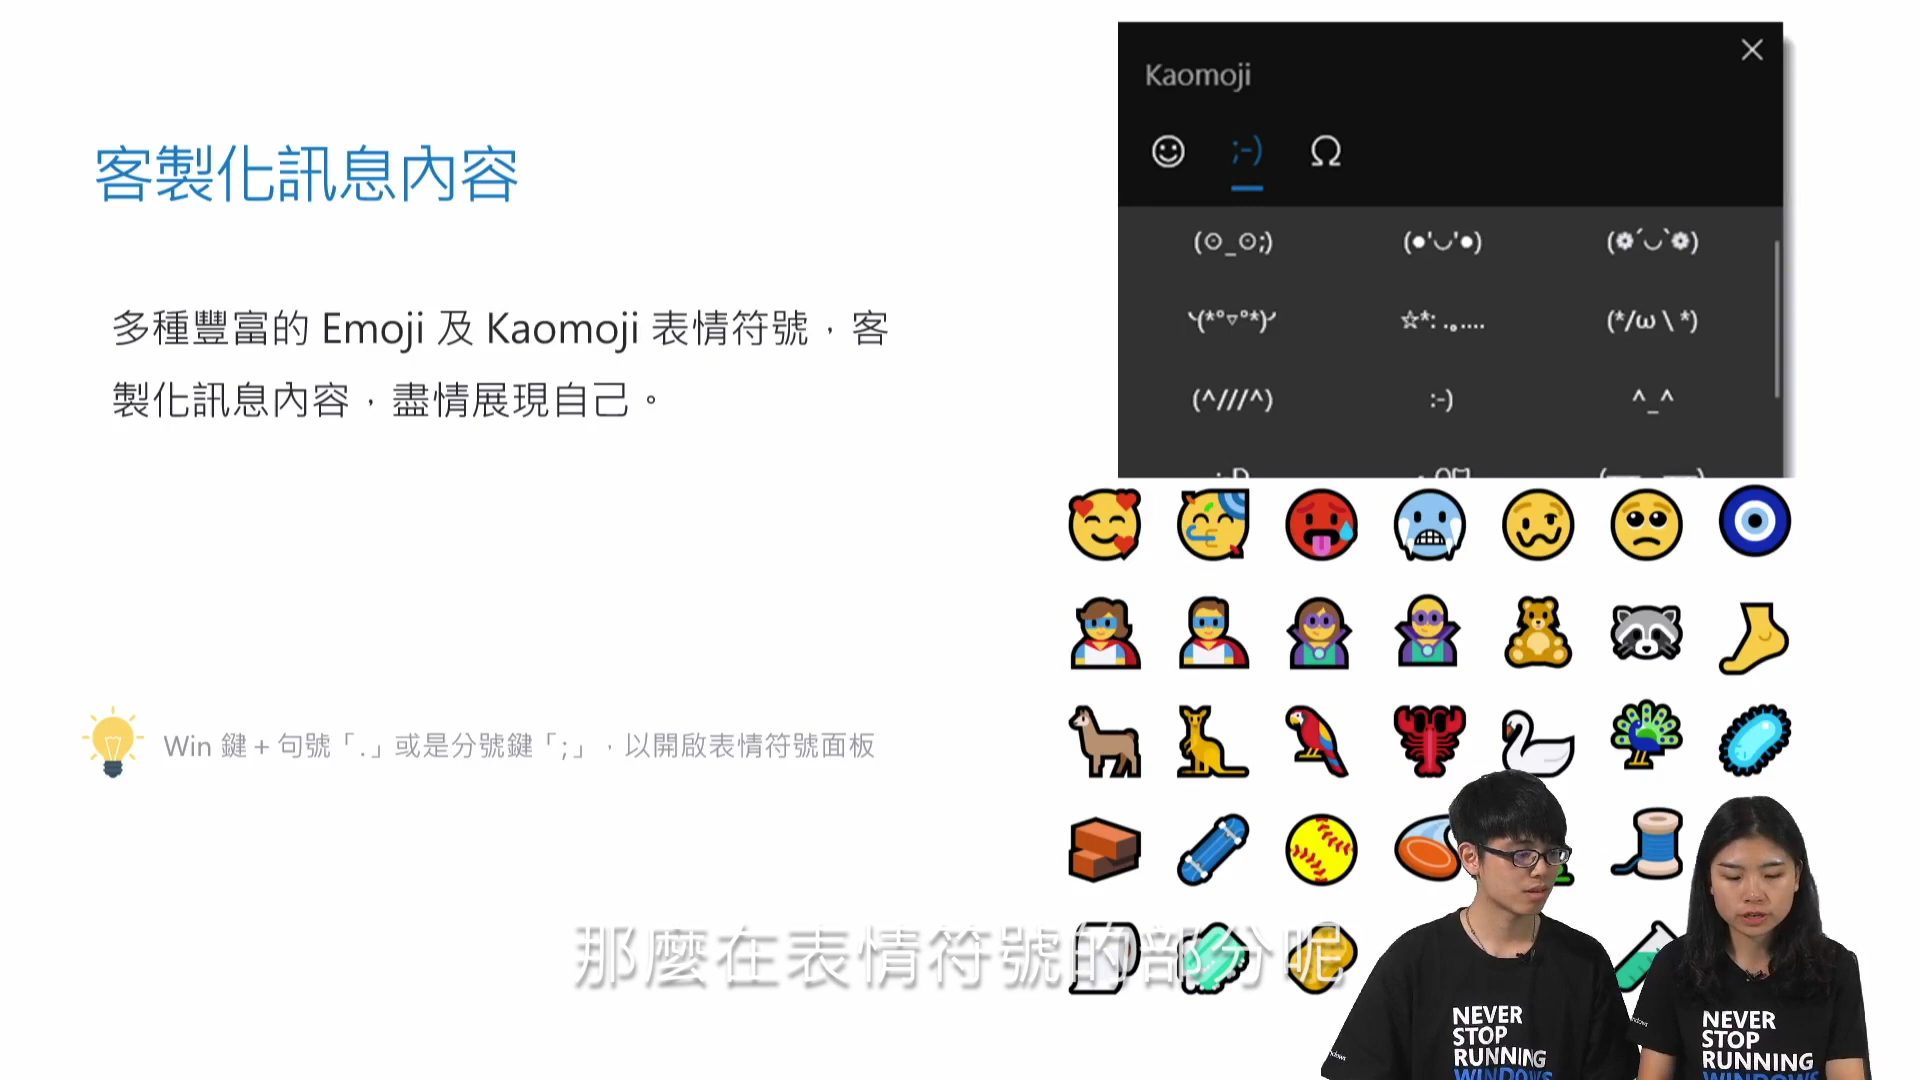 Kaomoji
;-)
Ω
客製化訊息內容
(⊙_⊙;)
(●'◡'●)
(❁´◡`❁)
多種豐富的 Emoji 及 Kaomoji 表情符號，客
製化訊息內容，盡情展現自己。
╰(*°▽°*)╯
☆*: .｡....
(*/ω＼*)
(^///^)
:-)
^_^
Win 鍵 + 句號「.」或是分號鍵「;」，以開啟表情符號面板
那麼在表情符號的部分呢
NEVER
STOP
RUNNING
WINDOWS
NEVER
STOP
RUNNING
WINDOWS